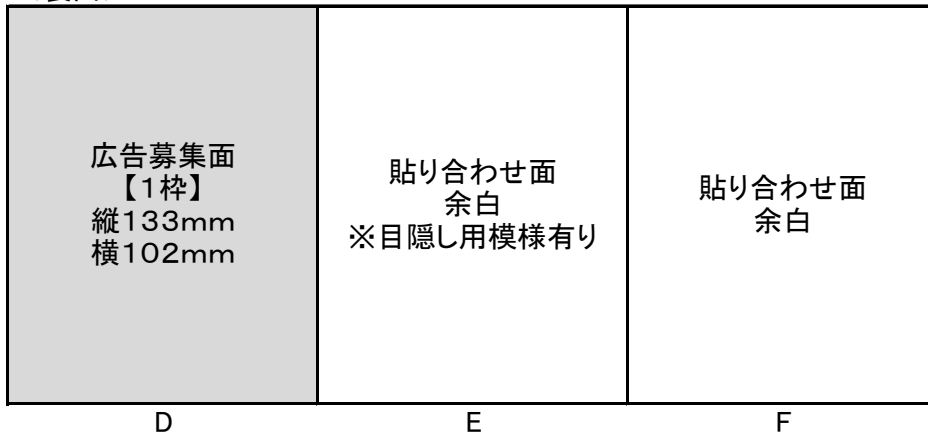 広告募集面
【１枠】
縦１３３ｍｍ
横１０２ｍｍ
貼り合わせ面
余白
※目隠し用模様有り
貼り合わせ面
余白
D
E
F